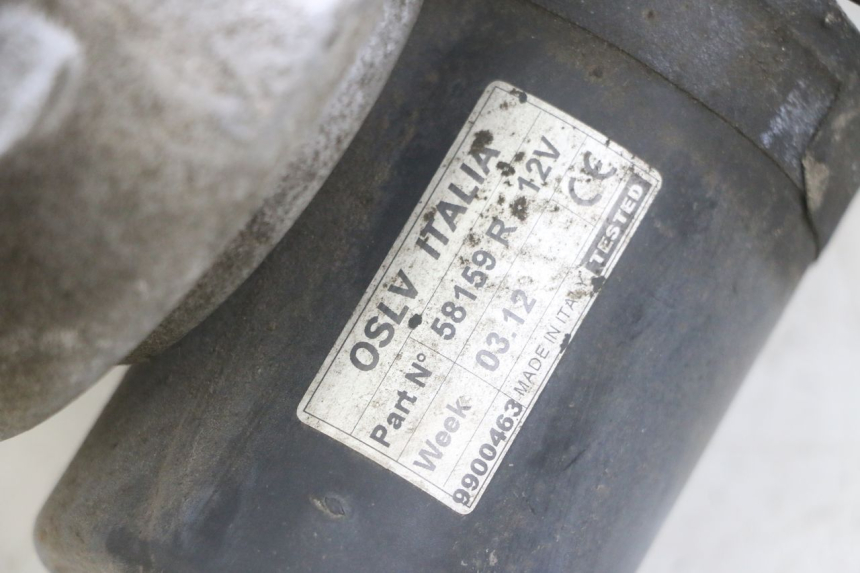 OSLV ITALIA
Part N° 58159 R 12V
Week 03.12 CE
9900463 MADE IN ITALY TESTED